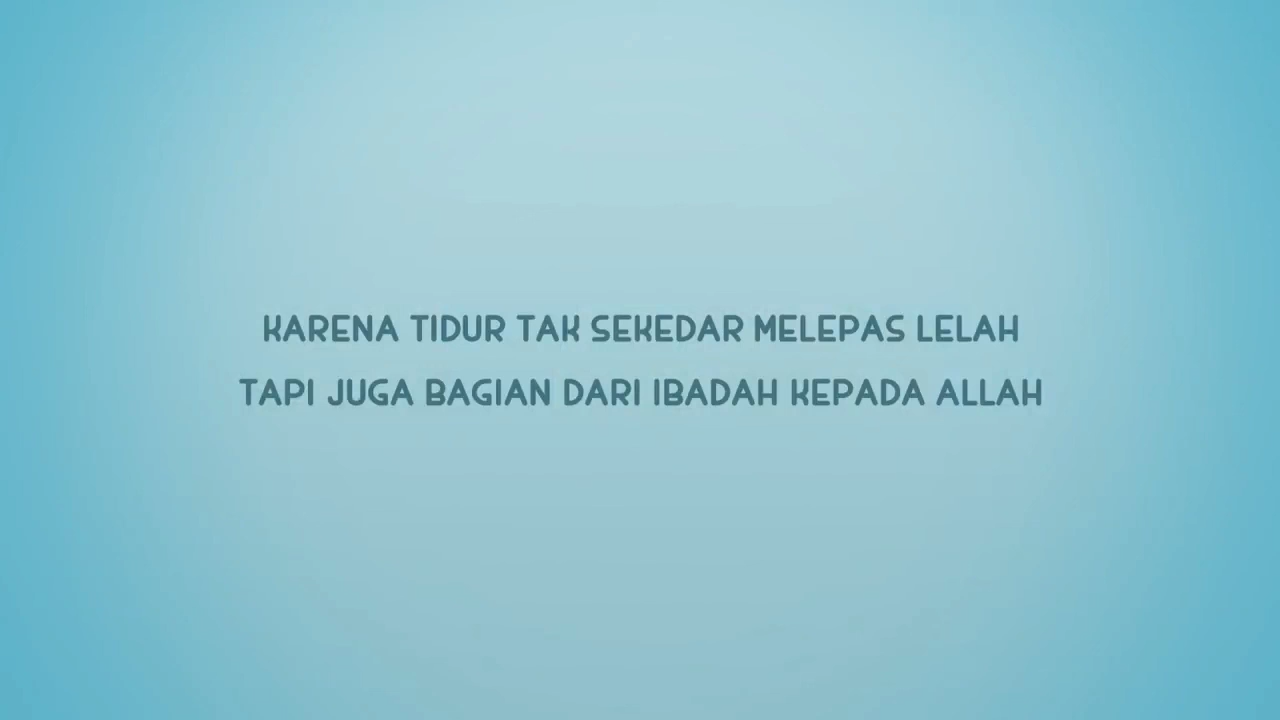 KARENA TIDUR TAK SEKEDAR MELEPAS LELAH
TAPI JUGA BAGIAN DARI IBADAH KEPADA ALLAH